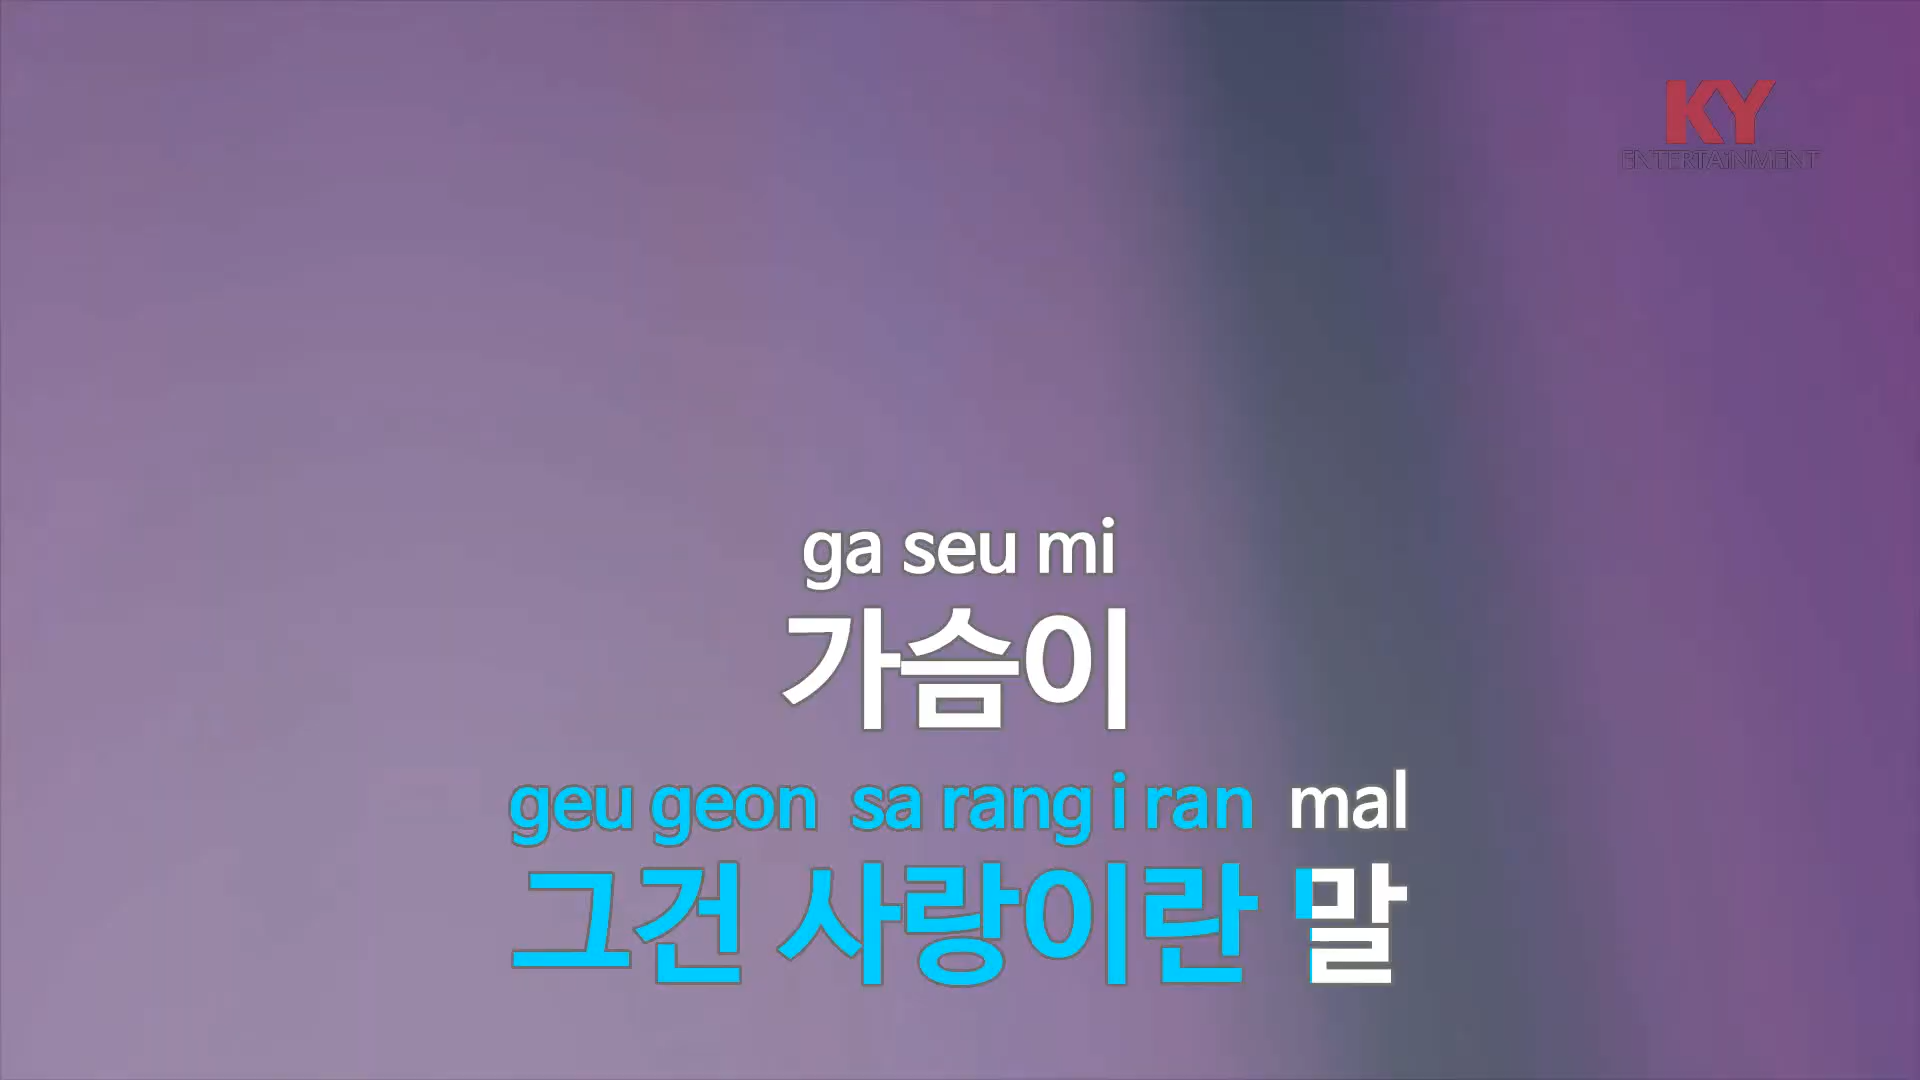 KY
ENTERTAINMENT
ga seu mi
가슴이
geu geon sa rang i ran mal
그건 사랑이란 말